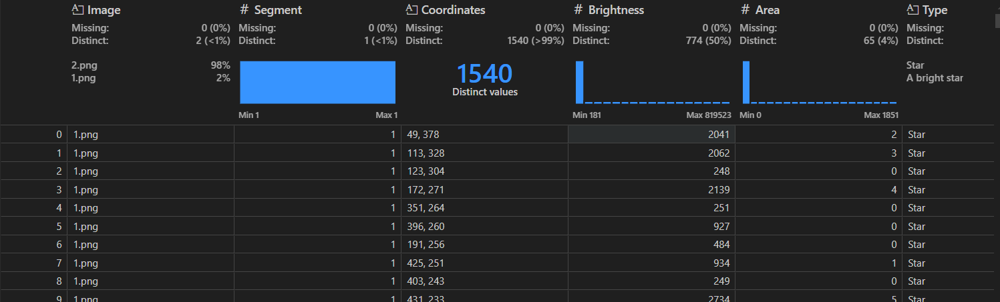 Image # Segment Coordinates # Brightness # Area Type
Missing: 0 (0%) Missing: 0 (0%) Missing: 0 (0%) Missing: 0 (0%) Missing: 0 (0%) Missing:
Distinct: 2 (<1%) Distinct: 1 (<1%) Distinct: 1540 (>99%) Distinct: 774 (50%) Distinct: 65 (4%) Distinct:
2.png 98% 1540 Star
1.png 2% Distinct values A bright star
Min 1 Max 1 Min 181 Max 819523 Min 0 Max 1851
0 1.png 1 49, 378 2041 2 Star
1 1.png 1 113, 328 2062 3 Star
2 1.png 1 123, 304 248 0 Star
3 1.png 1 172, 271 2139 4 Star
4 1.png 1 351, 264 251 0 Star
5 1.png 1 396, 260 927 0 Star
6 1.png 1 191, 256 484 0 Star
7 1.png 1 425, 251 934 1 Star
8 1.png 1 403, 243 249 0 Star
9 1.png 1 431, 233 2734 5 Star